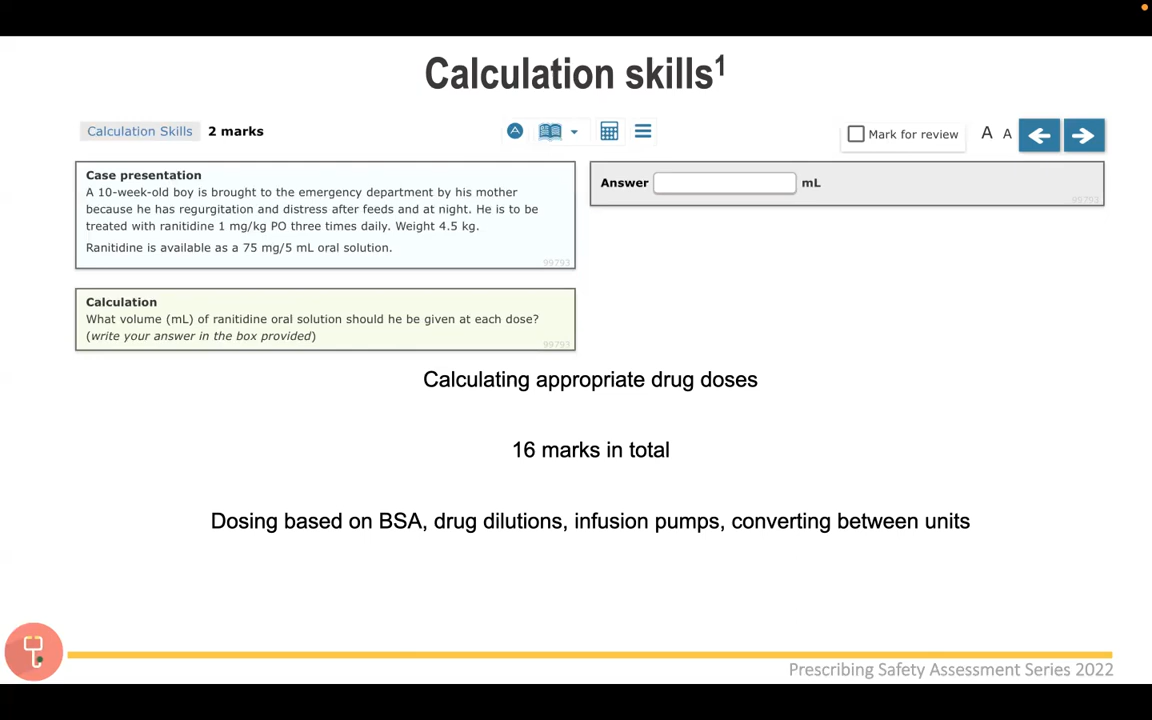 Calculation skills1
Calculation Skills 2 marks
Mark for review A A
Case presentation
A 10-week-old boy is brought to the emergency department by his mother
because he has regurgitation and distress after feeds and at night. He is to be
treated with ranitidine 1 mg/kg PO three times daily. Weight 4.5 kg.
Ranitidine is available as a 75 mg/5 mL oral solution.
99793
Answer mL
99793
Calculation
What volume (mL) of ranitidine oral solution should he be given at each dose?
(write your answer in the box provided)
99793
Calculating appropriate drug doses
16 marks in total
Dosing based on BSA, drug dilutions, infusion pumps, converting between units
Prescribing Safety Assessment Series 2022